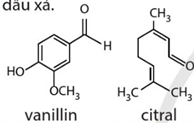 dầu xả.
O
H
HO
OCH₃
vanillin
CH₃
O
H₃C
CH₃
citral